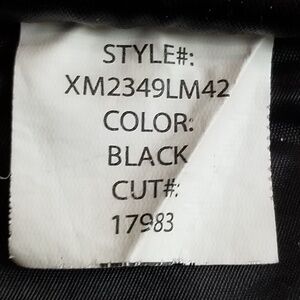 STYLE#:
XM2349LM42
COLOR:
BLACK
CUT#:
17983